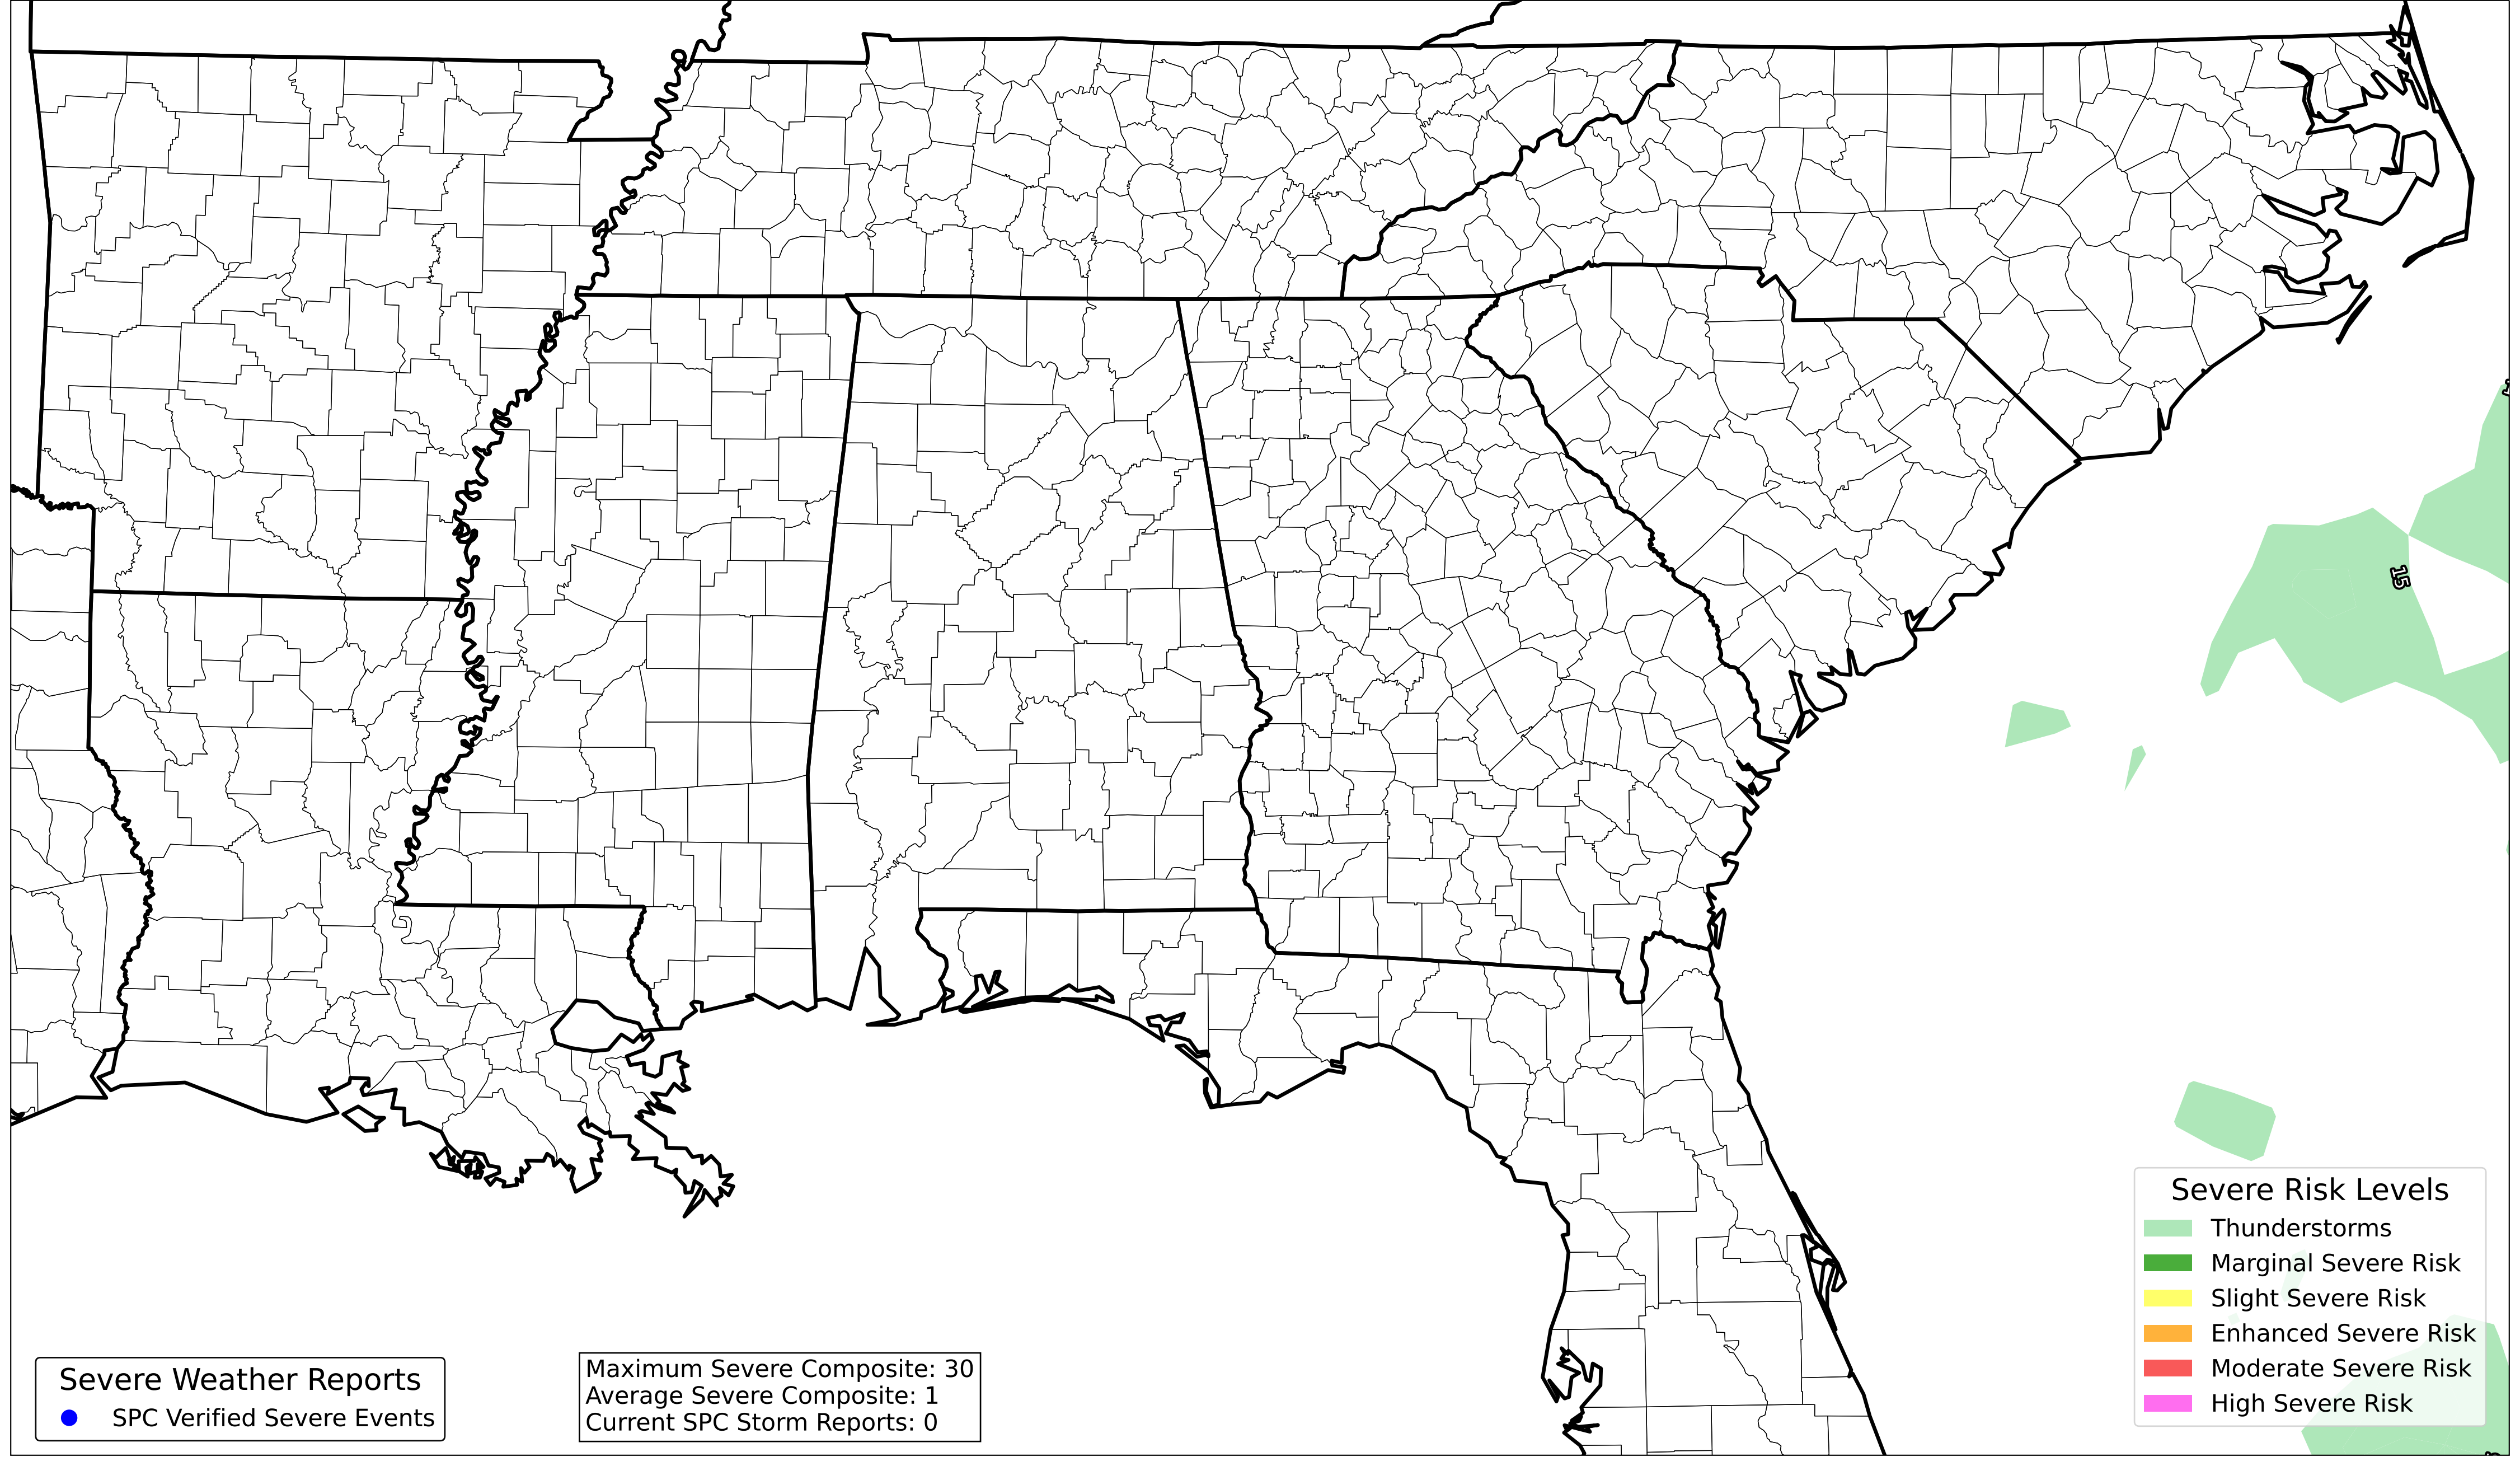 15
Severe Risk Levels
Thunderstorms
Marginal Severe Risk
Slight Severe Risk
Enhanced Severe Risk
Moderate Severe Risk
High Severe Risk
Severe Weather Reports
SPC Verified Severe Events
Maximum Severe Composite: 30
Average Severe Composite: 1
Current SPC Storm Reports: 0